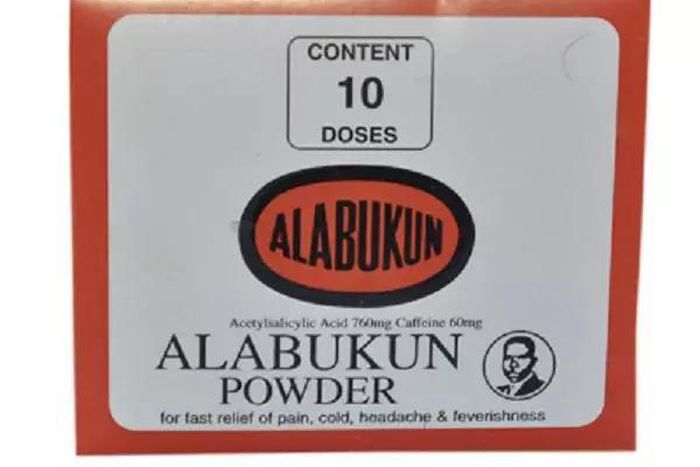 CONTENT
10
DOSES
ALABUKUN
Acetylsalicylic Acid 760mg Caffeine 60mg
ALABUKUN
POWDER
for fast relief of pain, cold, headache & feverishness